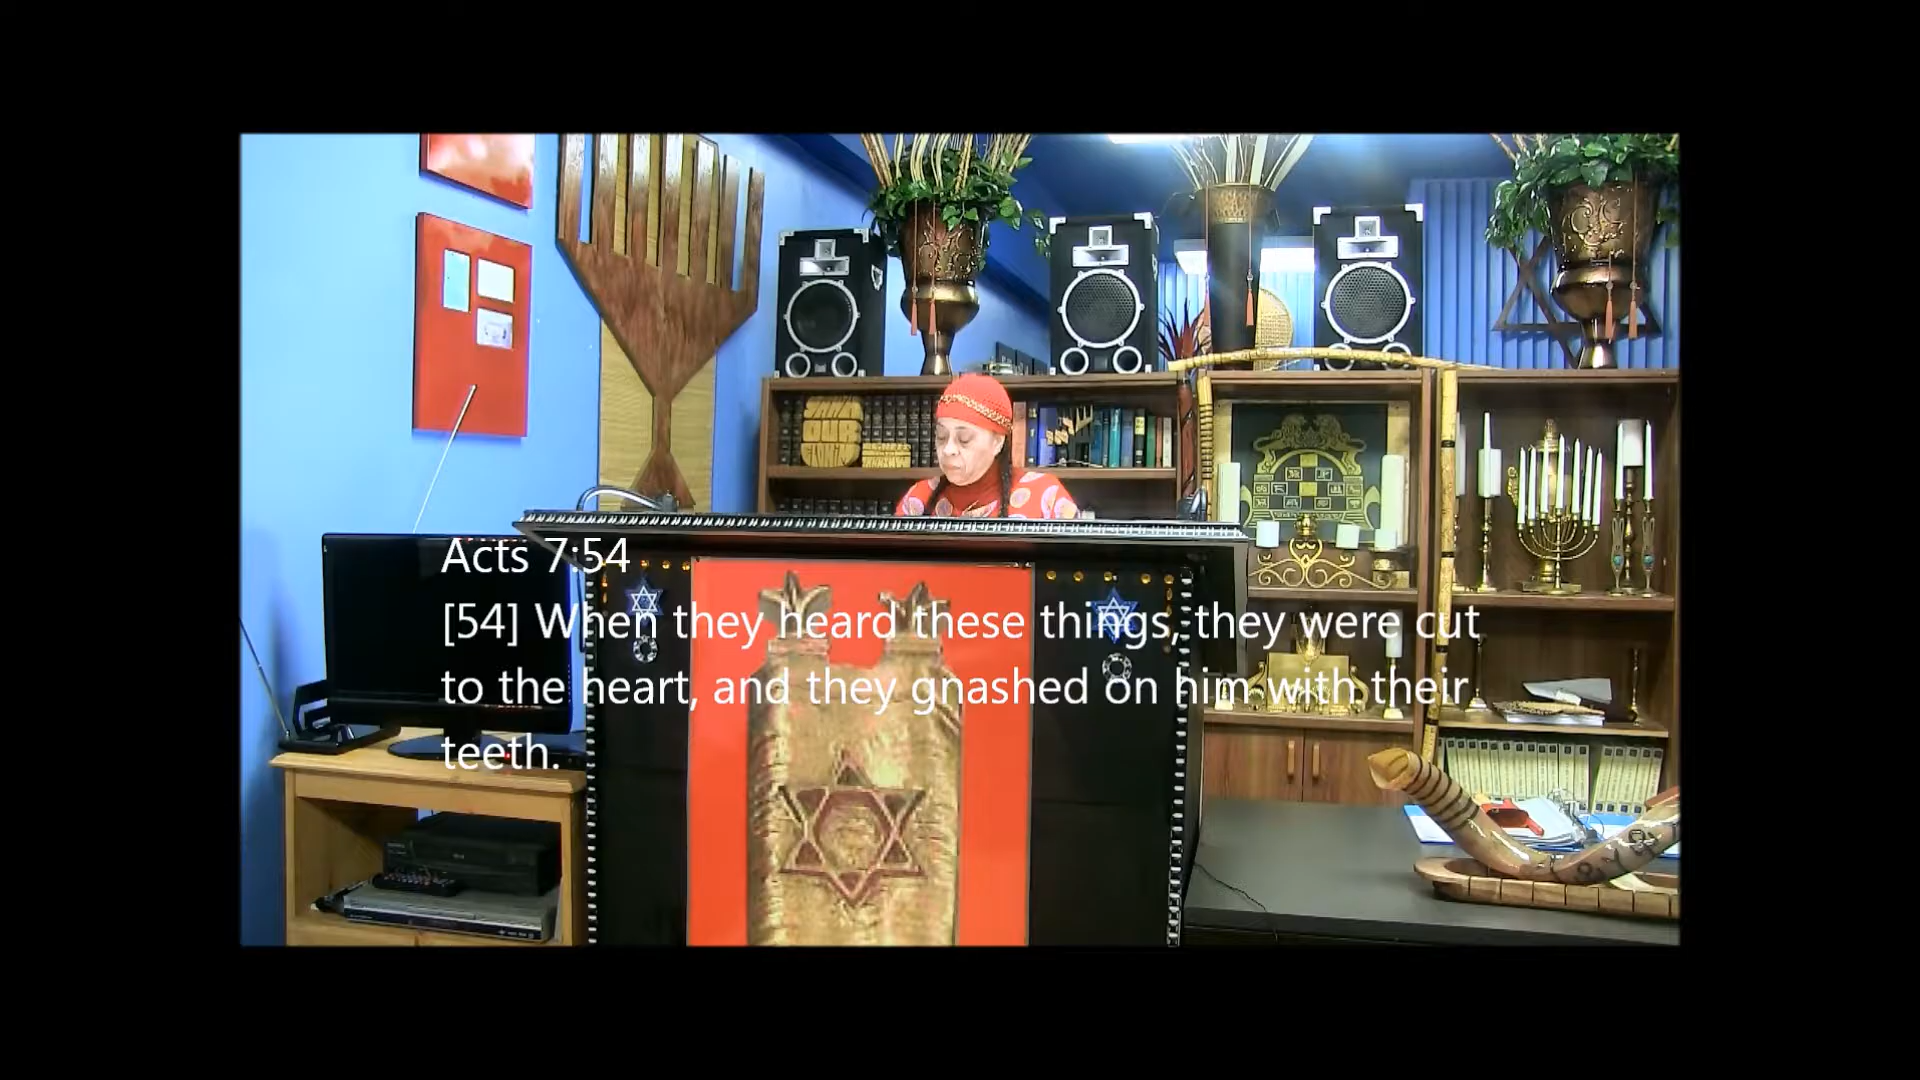 Acts 7:54
[54] When they heard these things, they were cut
to the heart, and they gnashed on him with their
teeth.